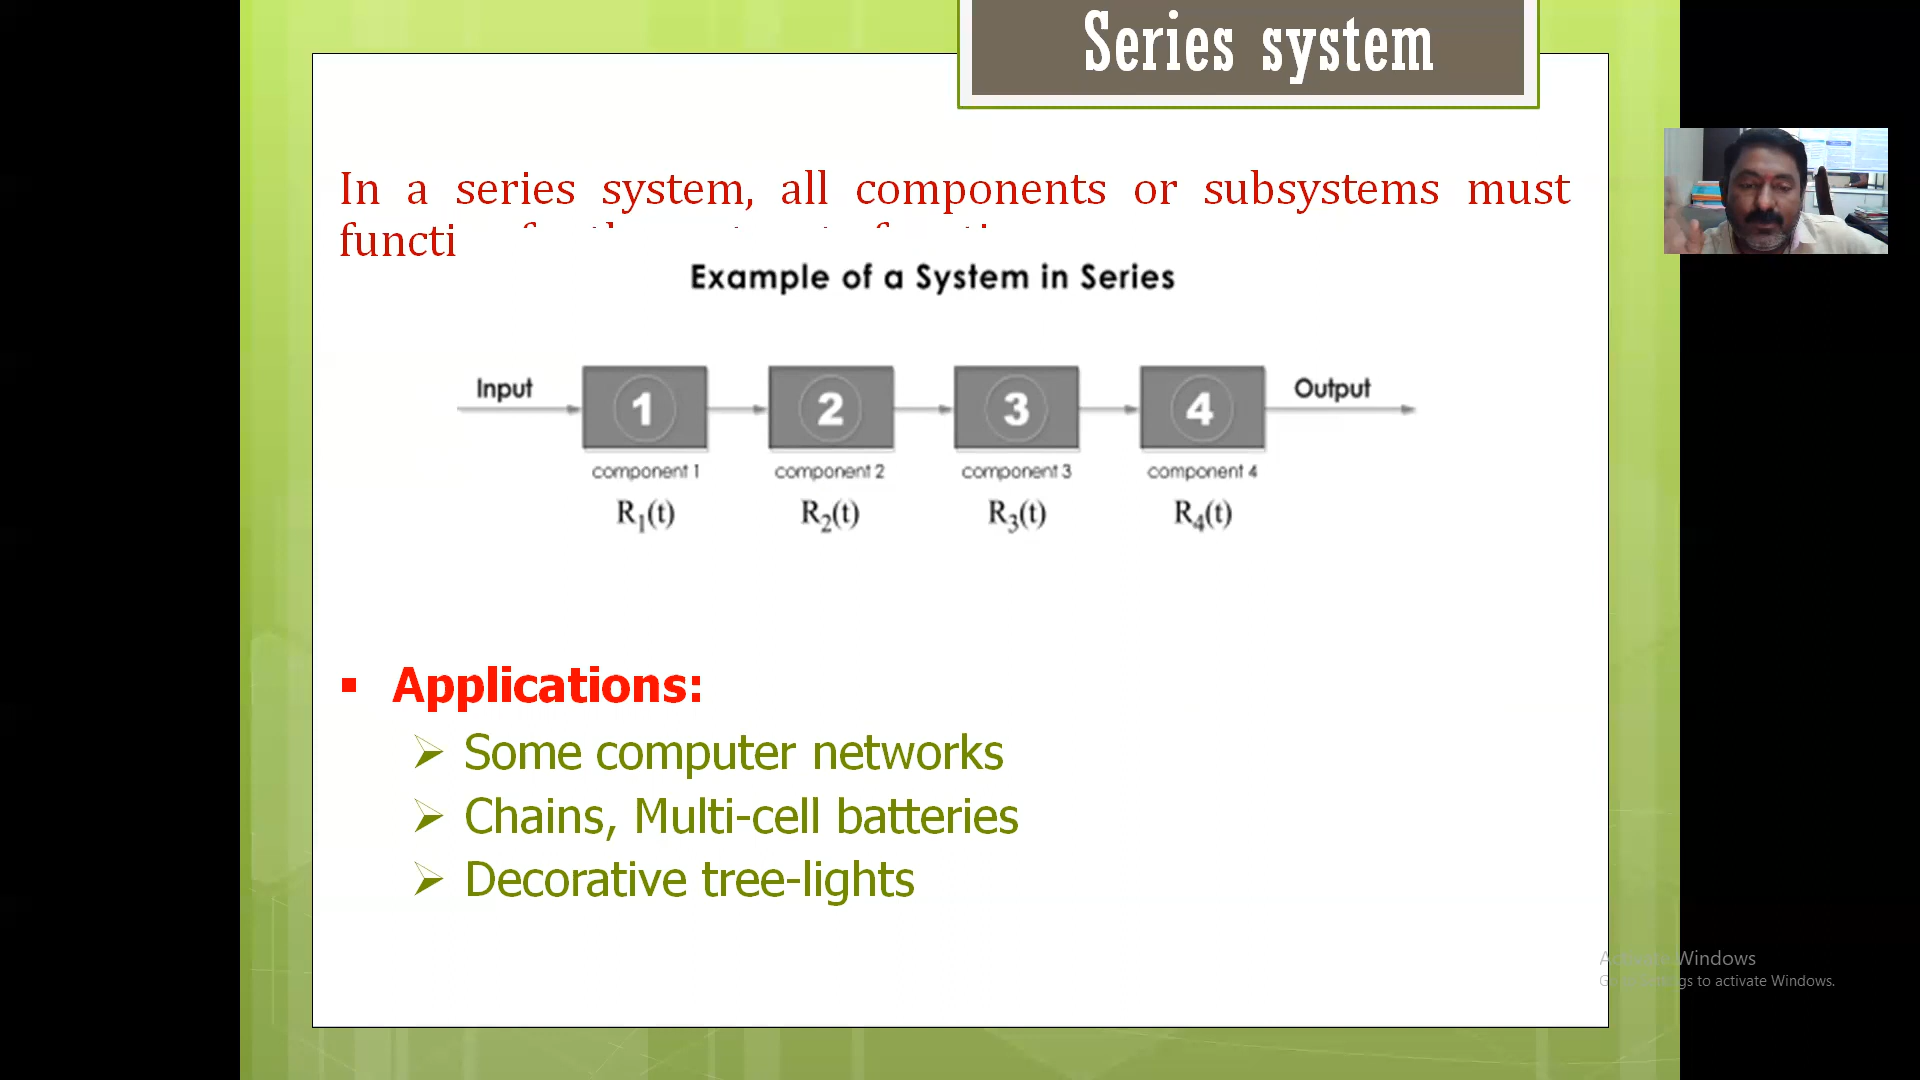 Series system
In a series system, all components or subsystems must
functi
Example of a System in Series
Input 1 2 3 4 Output
component 1 component 2 component 3 component 4
R1(t) R2(t) R3(t) R4(t)
▪ Applications:
➢ Some computer networks
➢ Chains, Multi-cell batteries
➢ Decorative tree-lights
Windows
to activate Windows.